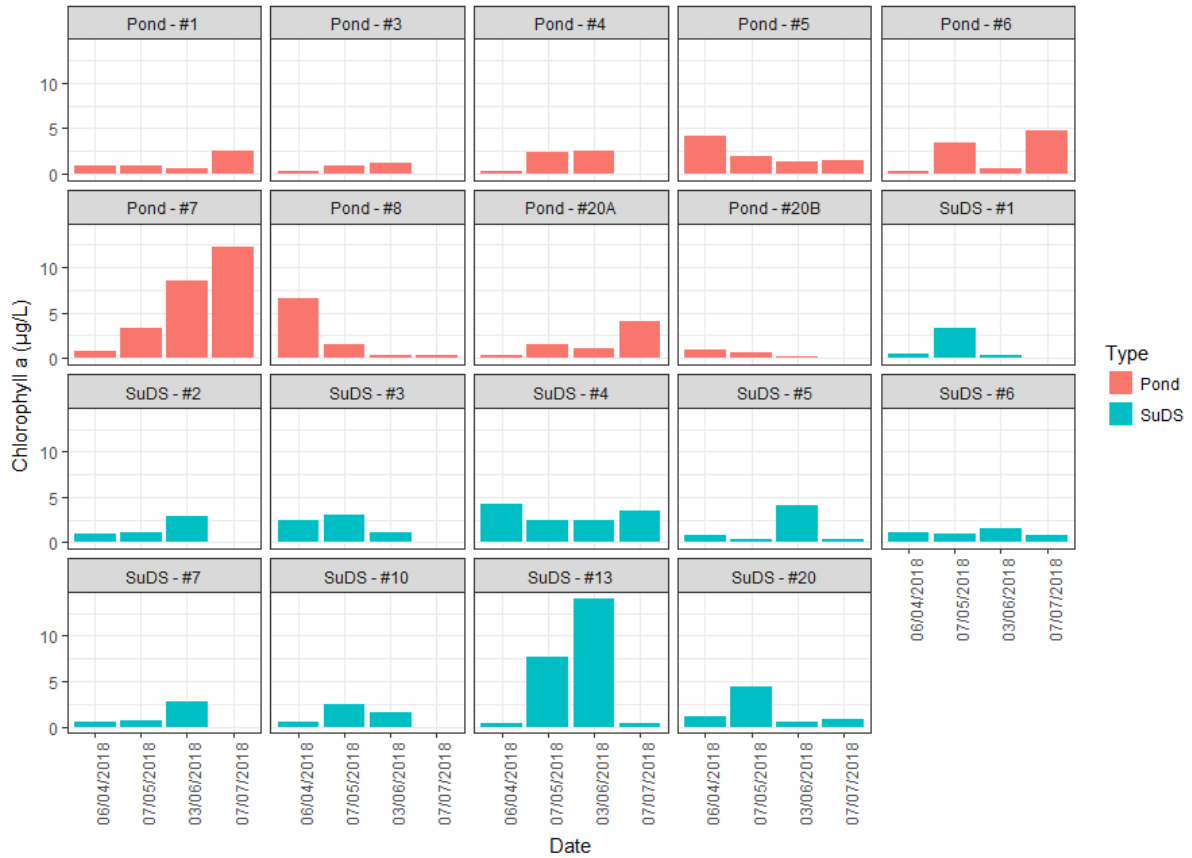 Pond - #1 Pond - #3 Pond - #4 Pond - #5 Pond - #6
10
5
0
Pond - #7 Pond - #8 Pond - #20A Pond - #20B SuDS - #1
10
5
0
SuDS - #2 SuDS - #3 SuDS - #4 SuDS - #5 SuDS - #6
10
5
0
SuDS - #7 SuDS - #10 SuDS - #13 SuDS - #20
10
5
0
Chlorophyll a (µg/L)
06/04/2018 07/05/2018 03/06/2018 07/07/2018
06/04/2018 07/05/2018 03/06/2018 07/07/2018
06/04/2018 07/05/2018 03/06/2018 07/07/2018
06/04/2018 07/05/2018 03/06/2018 07/07/2018
06/04/2018 07/05/2018 03/06/2018 07/07/2018
Date
Type
Pond
SuDS